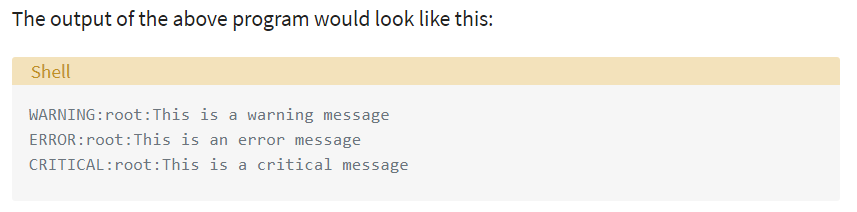 The output of the above program would look like this:
Shell
WARNING:root:This is a warning message
ERROR:root:This is an error message
CRITICAL:root:This is a critical message